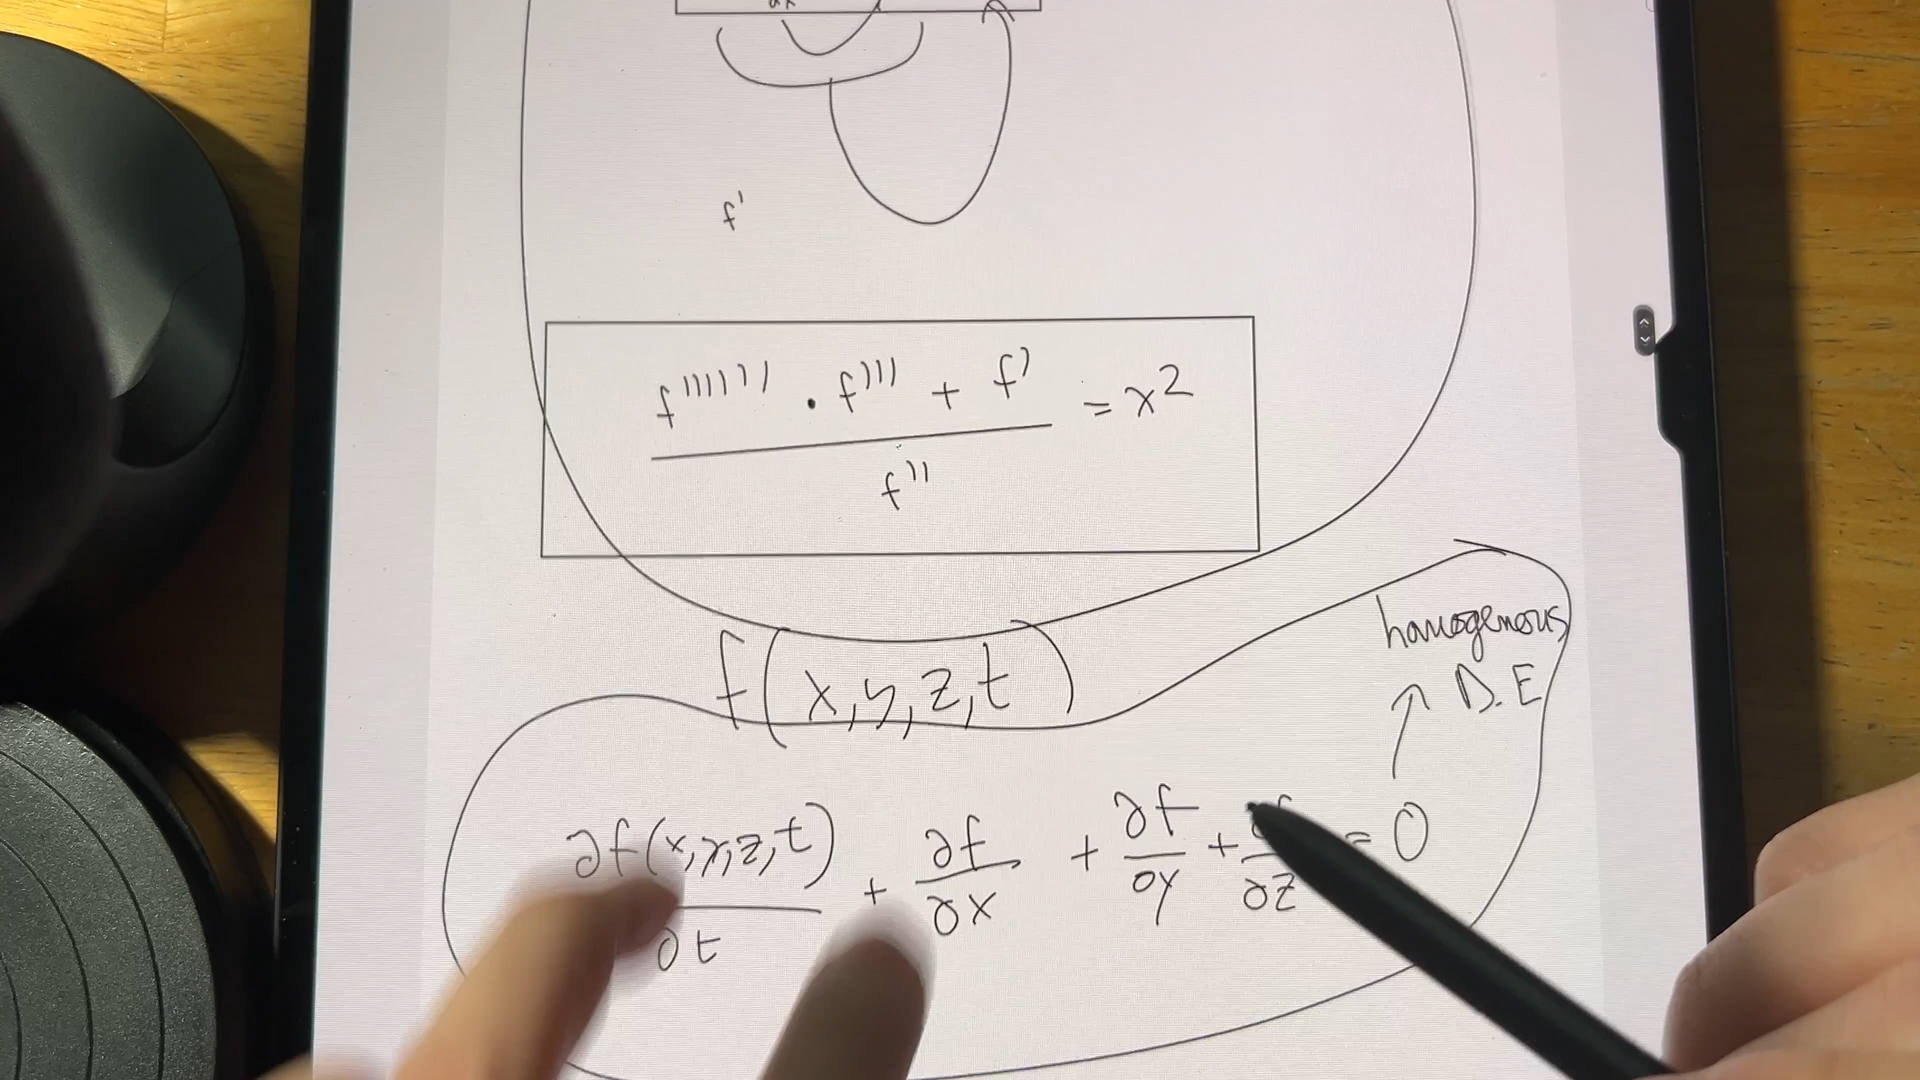 f'
f'''''' · f''' + f' = x²
f''
f(x,y,z,t)
homogenous
D.E
∂f(x,y,z,t) + ∂f + ∂f + = 0
∂t ∂x ∂y ∂z